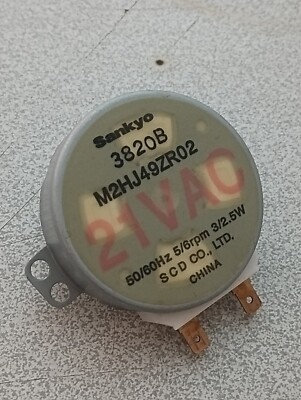 Sankyo
3820B
M2HJ49ZR02
21VAC
50/60Hz 5/6rpm 3/2.5W
SCD CO., LTD.
CHINA